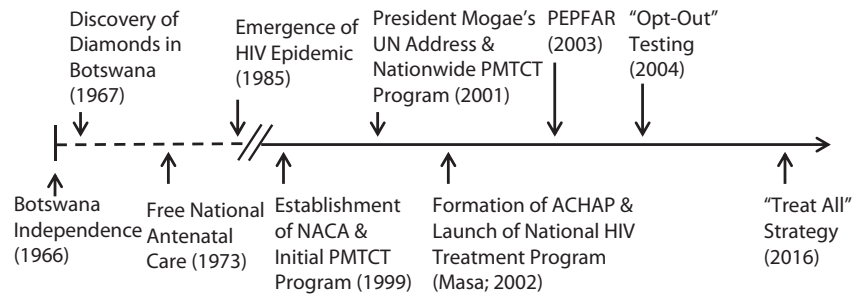 Discovery of
Diamonds in
Botswana
(1967)
Emergence of
HIV Epidemic
(1985)
President Mogae’s
UN Address &
Nationwide PMTCT
Program (2001)
PEPFAR
(2003)
“Opt-Out”
Testing
(2004)
Botswana
Independence
(1966)
Free National
Antenatal
Care (1973)
Establishment
of NACA &
Initial PMTCT
Program (1999)
Formation of ACHAP &
Launch of National HIV
Treatment Program
(Masa; 2002)
“Treat All”
Strategy
(2016)